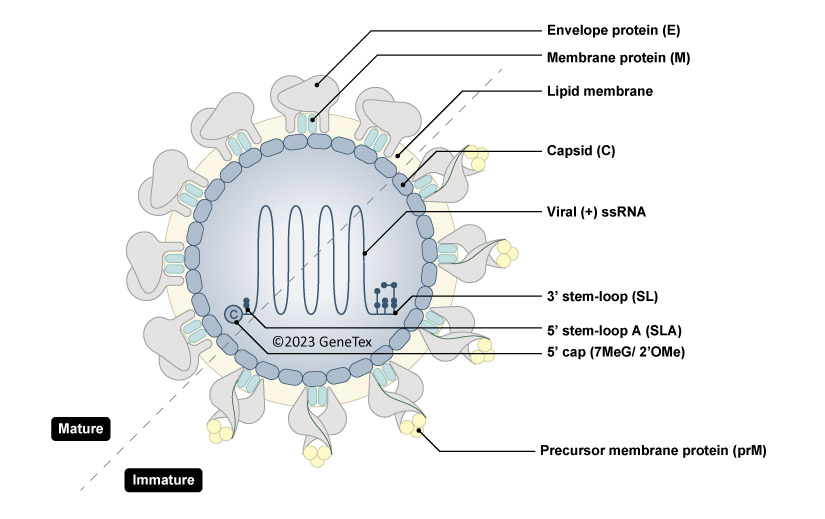 Envelope protein (E)
Membrane protein (M)
Lipid membrane
Capsid (C)
Viral (+) ssRNA
3’ stem-loop (SL)
5’ stem-loop A (SLA)
5’ cap (7MeG/ 2’OMe)
C
©2023 GeneTex
Mature
Immature
Precursor membrane protein (prM)